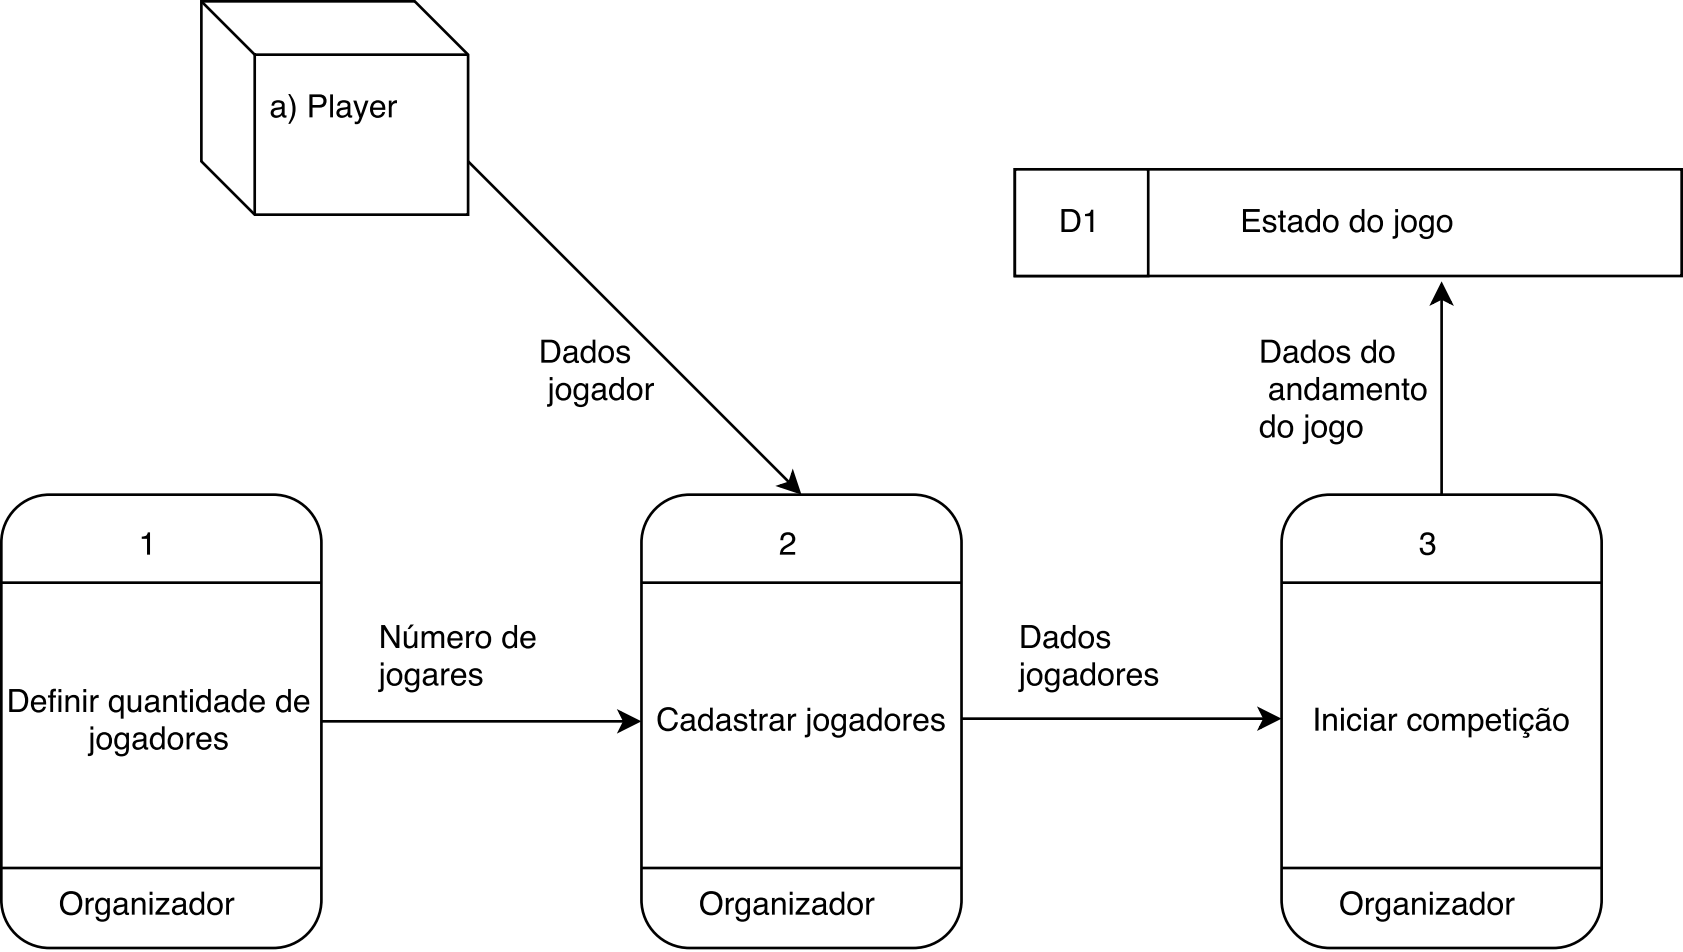 a) Player
D1
Estado do jogo
Dados
jogador
Dados do
andamento
do jogo
1
2
3
Número de
jogares
Dados
jogadores
Definir quantidade de
jogadores
Cadastrar jogadores
Iniciar competição
Organizador
Organizador
Organizador